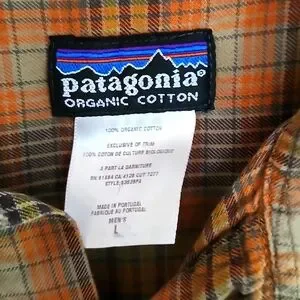 patagonia®
ORGANIC COTTON
100% ORGANIC COTTON
EXCLUSIVE OF TRIM
100% COTON DE CULTURE BIOLOGIQUE
A PART LA GARNITURE
MADE IN PORTUGAL
FABRIQUE AU PORTUGAL
MEN'S
L